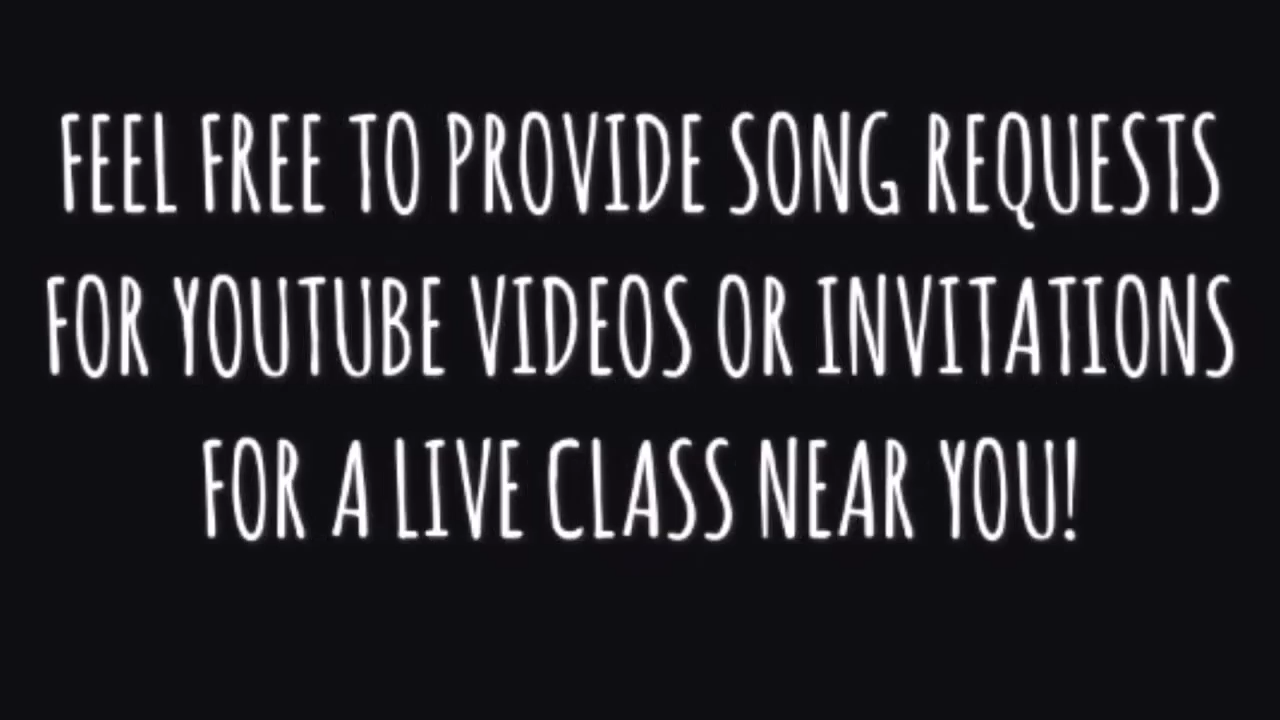 FEEL FREE TO PROVIDE SONG REQUESTS
FOR YOUTUBE VIDEOS OR INVITATIONS
FOR A LIVE CLASS NEAR YOU!